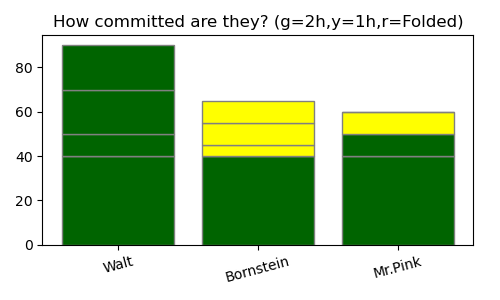 How committed are they? (g=2h,y=1h,r=Folded)
80
60
40
20
0
Walt
Bornstein
Mr.Pink